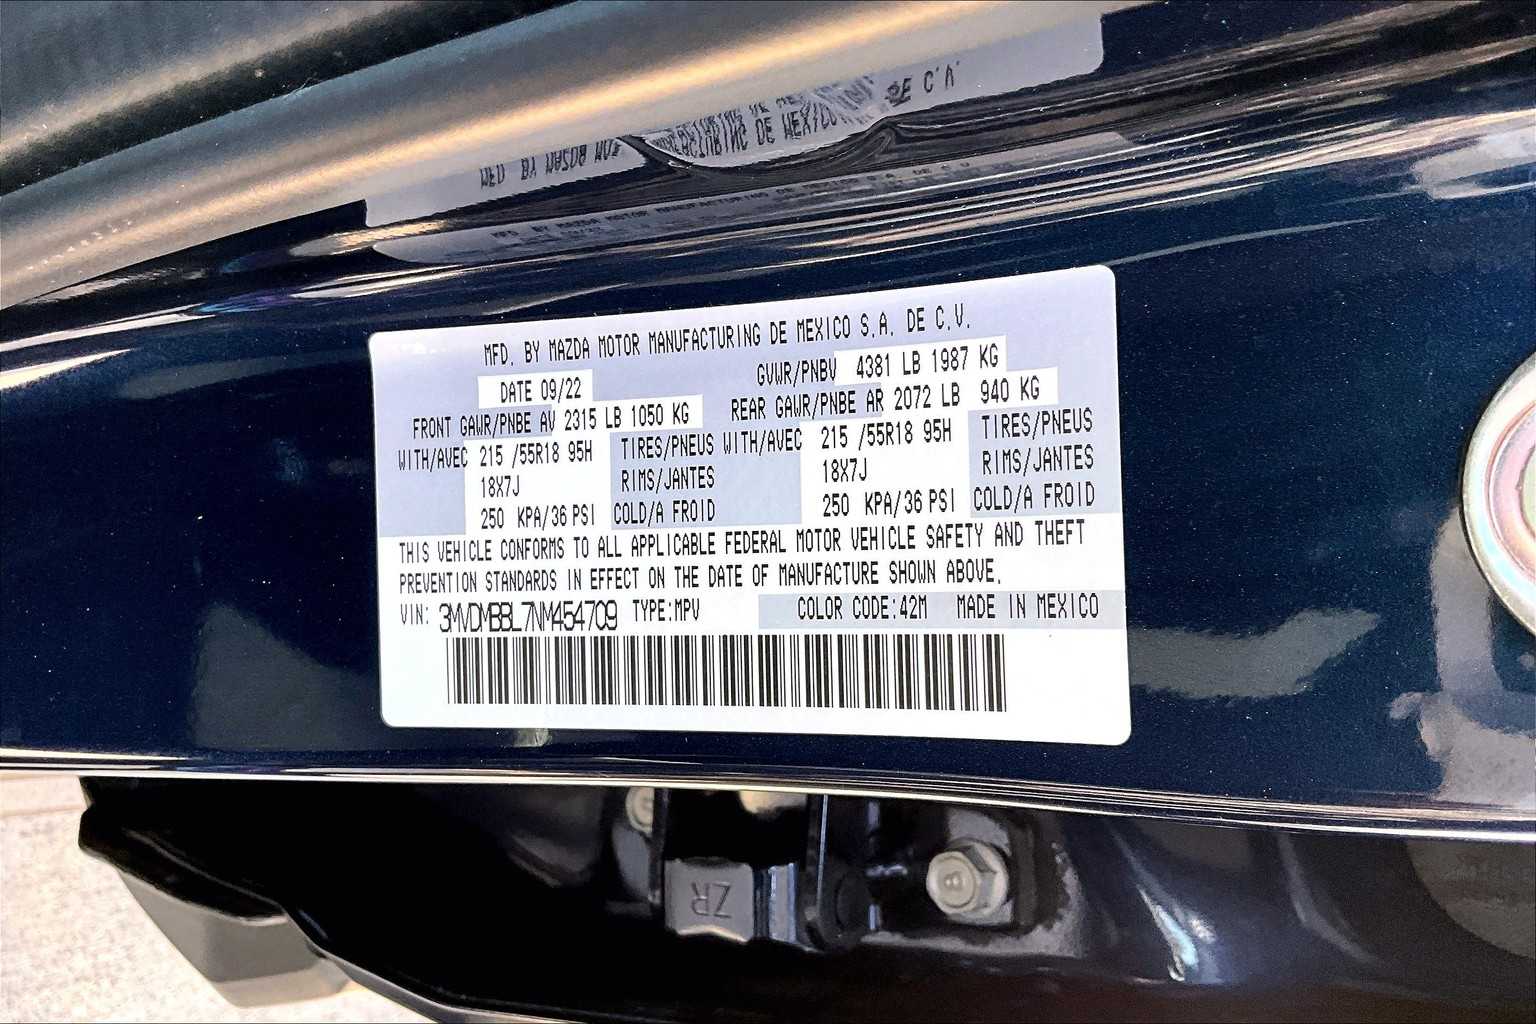 MFD. BY MAZDA MOTOR MANUFACTURING DE MEXICO S.A. DE C.V.
DATE 09/22 GVWR/PNBV 4381 LB 1987 KG
FRONT GAWR/PNBE AV 2315 LB 1050 KG REAR GAWR/PNBE AR 2072 LB 940 KG
WITH/AVEC 215 /55R18 95H TIRES/PNEUS WITH/AVEC 215 /55R18 95H TIRES/PNEUS
18X7J RIMS/JANTES 18X7J RIMS/JANTES
250 KPA/36 PSI COLD/A FROID 250 KPA/36 PSI COLD/A FROID
THIS VEHICLE CONFORMS TO ALL APPLICABLE FEDERAL MOTOR VEHICLE SAFETY AND THEFT
PREVENTION STANDARDS IN EFFECT ON THE DATE OF MANUFACTURE SHOWN ABOVE.
VIN: 3MVDMBBL7NM454709 TYPE:MPV COLOR CODE:42M MADE IN MEXICO
ZR